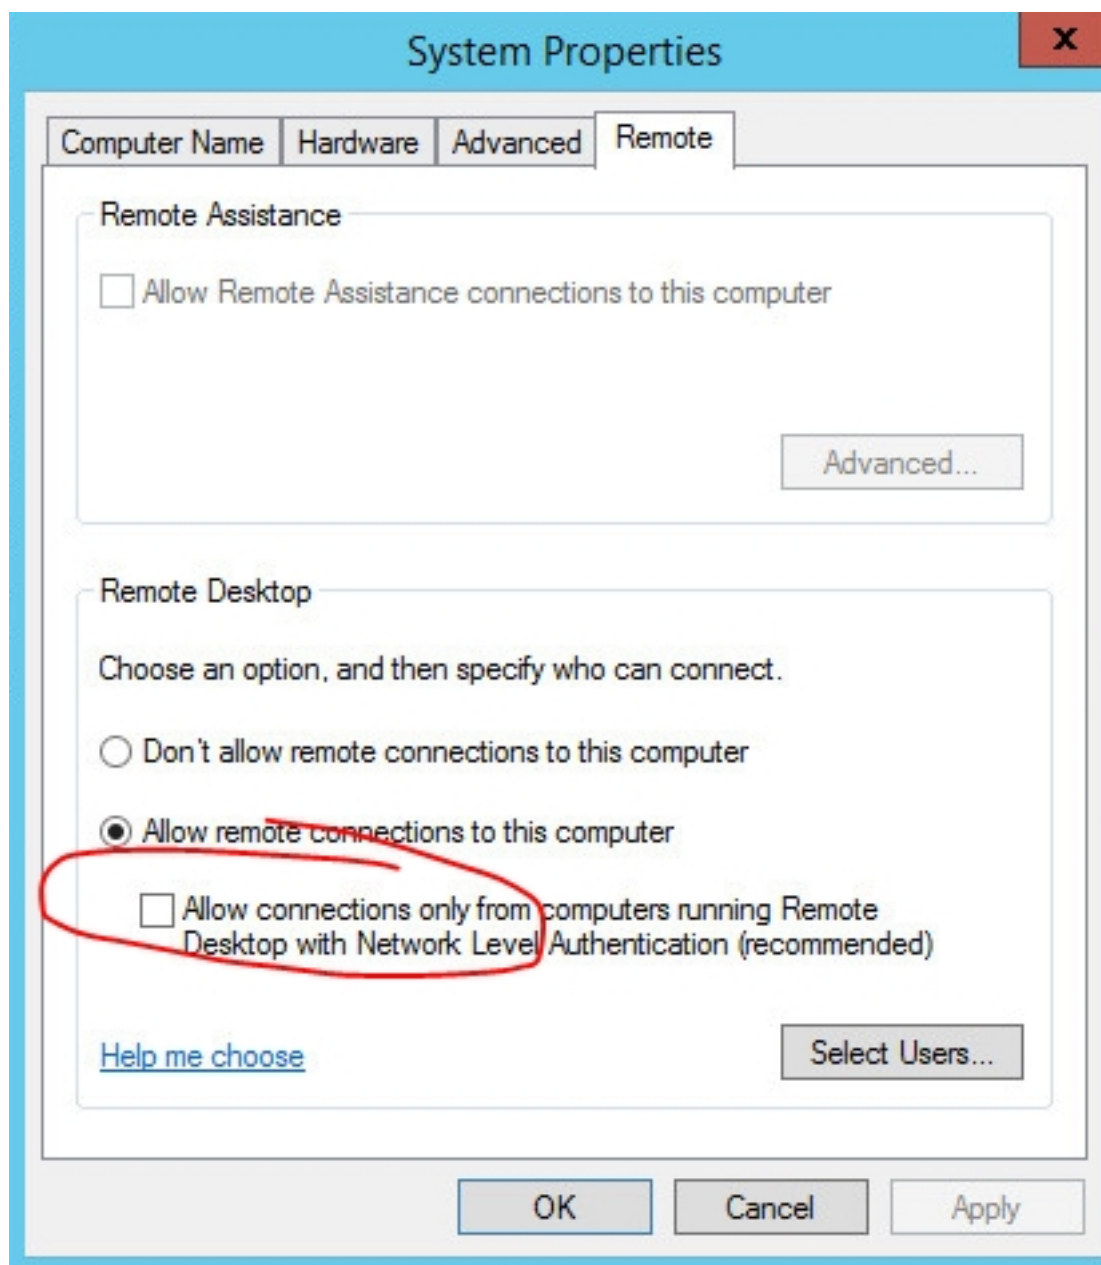 System Properties
x
Computer Name
Hardware
Advanced
Remote
Remote Assistance
Allow Remote Assistance connections to this computer
Advanced...
Remote Desktop
Choose an option, and then specify who can connect.
Don't allow remote connections to this computer
Allow remote connections to this computer
Allow connections only from computers running Remote
Desktop with Network Level Authentication (recommended)
Help me choose
Select Users...
OK
Cancel
Apply